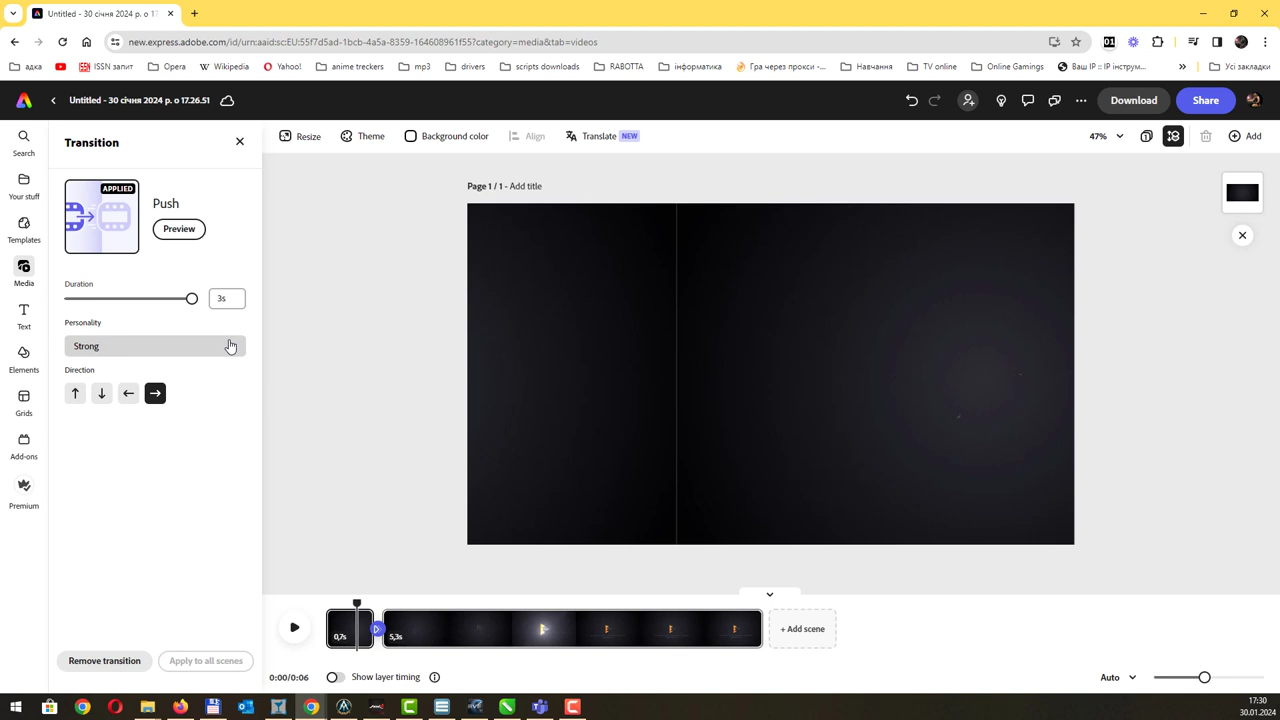 Untitled - 30 січня 2024 р. о 17
new.express.adobe.com/id/urn:aaid:sc:EU:55f7d5ad-1bcb-4a5a-8359-164608961f55?category=media&tab=videos
адка
ISSN запит
Opera
Wikipedia
Yahoo!
anime treckers
mp3
drivers
scripts downloads
RABOTTA
інформатика
Гра через прокси -...
Навчання
TV online
Online Gamings
Ваш IP :: IP інструм...
»
Усі закладки
Untitled - 30 січня 2024 р. о 17.26.51
Download
Share
Search
Your stuff
Templates
Media
Text
Elements
Grids
Add-ons
Premium
Transition
APPLIED
Push
Preview
Duration
3s
Personality
Strong
Direction
Remove transition
Apply to all scenes
Resize
Theme
Background color
Align
Translate NEW
47%
Add
Page 1 / 1 - Add title
0,7s
5,3s
+ Add scene
0:00/0:06
Show layer timing
Auto
17:30
30.01.2024